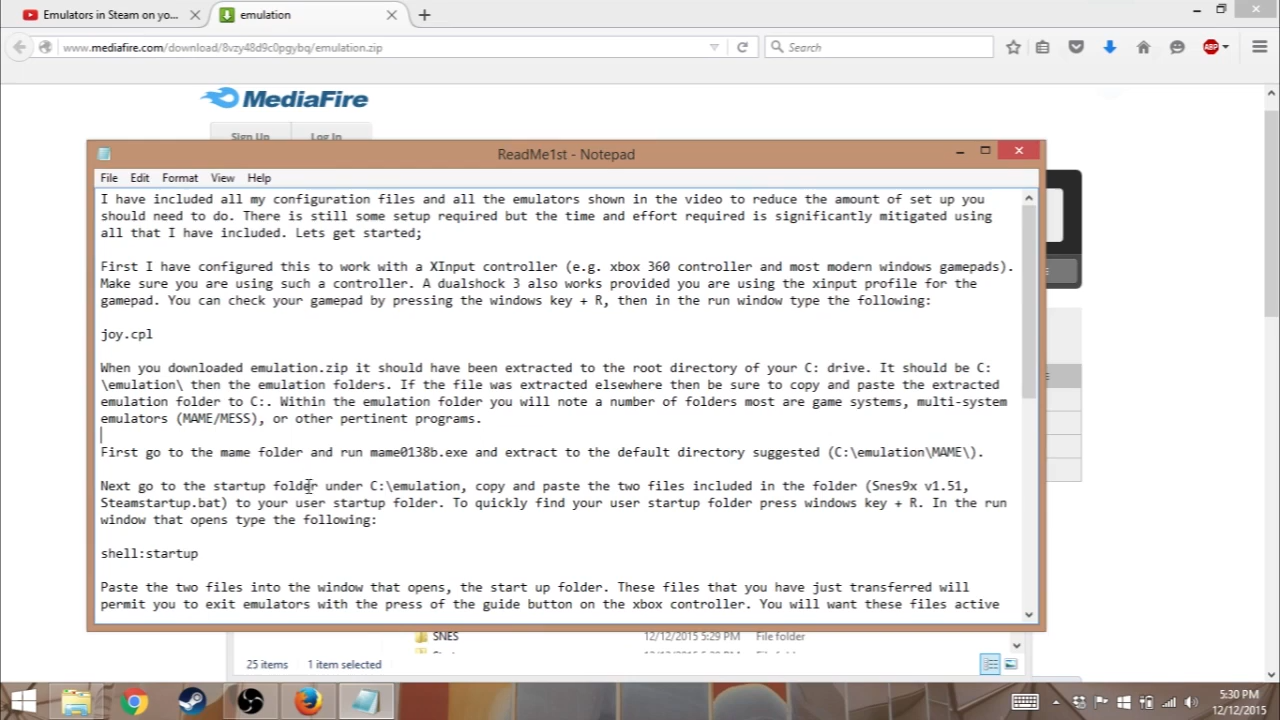 Emulators in Steam on yo...
emulation
www.mediafire.com/download/8vzy48d9c0pgybq/emulation.zip
Search
ABP
MediaFire
Sign Up
Log In
ReadMe1st - Notepad
File Edit Format View Help
I have included all my configuration files and all the emulators shown in the video to reduce the amount of set up you
should need to do. There is still some setup required but the time and effort required is significantly mitigated using
all that I have included. Lets get started;
First I have configured this to work with a XInput controller (e.g. xbox 360 controller and most modern windows gamepads).
Make sure you are using such a controller. A dualshock 3 also works provided you are using the xinput profile for the
gamepad. You can check your gamepad by pressing the windows key + R, then in the run window type the following:
joy.cpl
When you downloaded emulation.zip it should have been extracted to the root directory of your C: drive. It should be C:
\emulation\ then the emulation folders. If the file was extracted elsewhere then be sure to copy and paste the extracted
emulation folder to C:. Within the emulation folder you will note a number of folders most are game systems, multi-system
emulators (MAME/MESS), or other pertinent programs.
First go to the mame folder and run mame0138b.exe and extract to the default directory suggested (C:\emulation\MAME\).
Next go to the startup folder under C:\emulation, copy and paste the two files included in the folder (Snes9x v1.51,
Steamstartup.bat) to your user startup folder. To quickly find your user startup folder press windows key + R. In the run
window that opens type the following:
shell:startup
Paste the two files into the window that opens, the start up folder. These files that you have just transferred will
permit you to exit emulators with the press of the guide button on the xbox controller. You will want these files active
SNES 12/12/2015 5:29 PM File folder
25 items 1 item selected
5:30 PM
12/12/2015